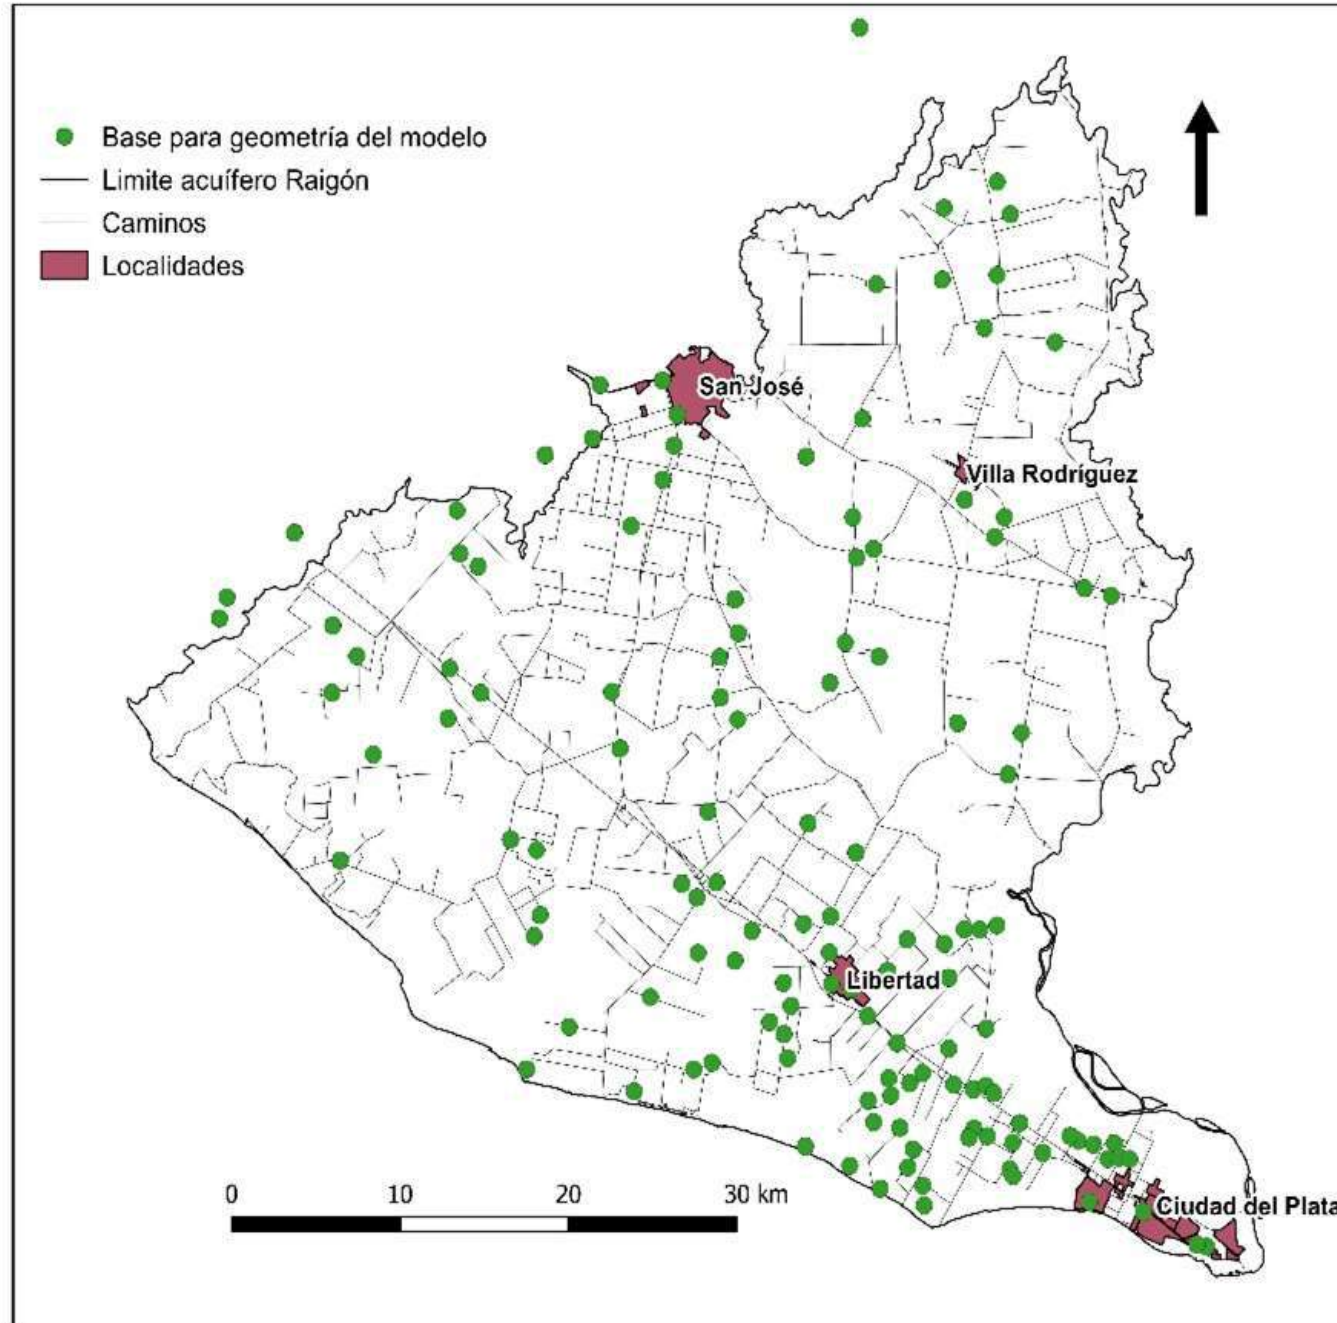 Base para geometría del modelo
Limite acuífero Raigón
Caminos
Localidades
San José
Villa Rodríguez
Libertad
0 10 20 30 km
Ciudad del Plata